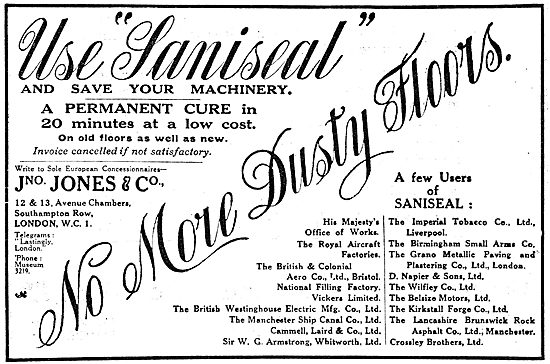 Use "Saniseal"
AND SAVE YOUR MACHINERY.
A PERMANENT CURE in
20 minutes at a low cost.
On old floors as well as new.
Invoice cancelled if not satisfactory.
Write to Sole European Concessionnaires—
JNO. JONES & CO.,
12 & 13, Avenue Chambers,
Southampton Row,
LONDON, W.C. 1.
Telegrams:
"Lastingly,
London.
'Phone:
Museum
3219.
No More Dusty Floors.
A few Users
of
SANISEAL:
His Majesty's
Office of Works.
The Royal Aircraft
Factories.
The British & Colonial
Aero Co., Ltd., Bristol.
National Filling Factory.
Vickers Limited.
The British Westinghouse Electric Mfg. Co., Ltd.
The Manchester Ship Canal Co., Ltd.
Cammell, Laird & Co., Ltd.
Sir W. G. Armstrong, Whitworth, Ltd.
The Imperial Tobacco Co., Ltd.,
Liverpool.
The Birmingham Small Arms Co.
The Grano Metallic Paving and
Plastering Co., Ltd., London.
D. Napier & Sons, Ltd.
The Wilfley Co., Ltd.
The Belsize Motors, Ltd.
The Kirkstall Forge Co., Ltd.
The Lancashire Brunswick Rock
Asphalt Co., Ltd., Manchester.
Crossley Brothers, Ltd.